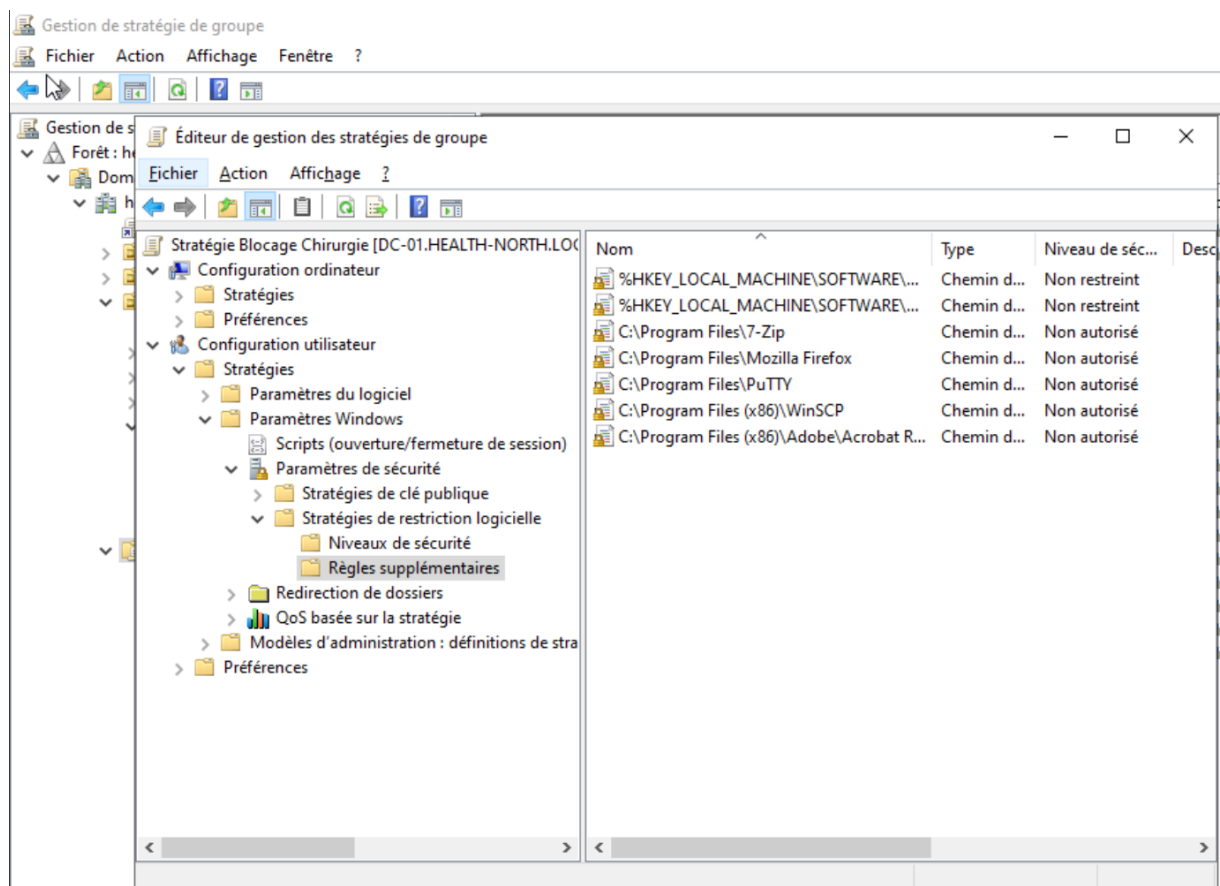 Gestion de stratégie de groupe
Fichier Action Affichage Fenêtre ?
Gestion de s
Forêt : he
Dom
h
Éditeur de gestion des stratégies de groupe
Fichier Action Affichage ?
Stratégie Blocage Chirurgie [DC-01.HEALTH-NORTH.LOC
Configuration ordinateur
Stratégies
Préférences
Configuration utilisateur
Stratégies
Paramètres du logiciel
Paramètres Windows
Scripts (ouverture/fermeture de session)
Paramètres de sécurité
Stratégies de clé publique
Stratégies de restriction logicielle
Niveaux de sécurité
Règles supplémentaires
Redirection de dossiers
QoS basée sur la stratégie
Modèles d'administration : définitions de stra
Préférences
Nom Type Niveau de séc... Desc
%HKEY_LOCAL_MACHINE\SOFTWARE\... Chemin d... Non restreint
%HKEY_LOCAL_MACHINE\SOFTWARE\... Chemin d... Non restreint
C:\Program Files\7-Zip Chemin d... Non autorisé
C:\Program Files\Mozilla Firefox Chemin d... Non autorisé
C:\Program Files\PuTTY Chemin d... Non autorisé
C:\Program Files (x86)\WinSCP Chemin d... Non autorisé
C:\Program Files (x86)\Adobe\Acrobat R... Chemin d... Non autorisé